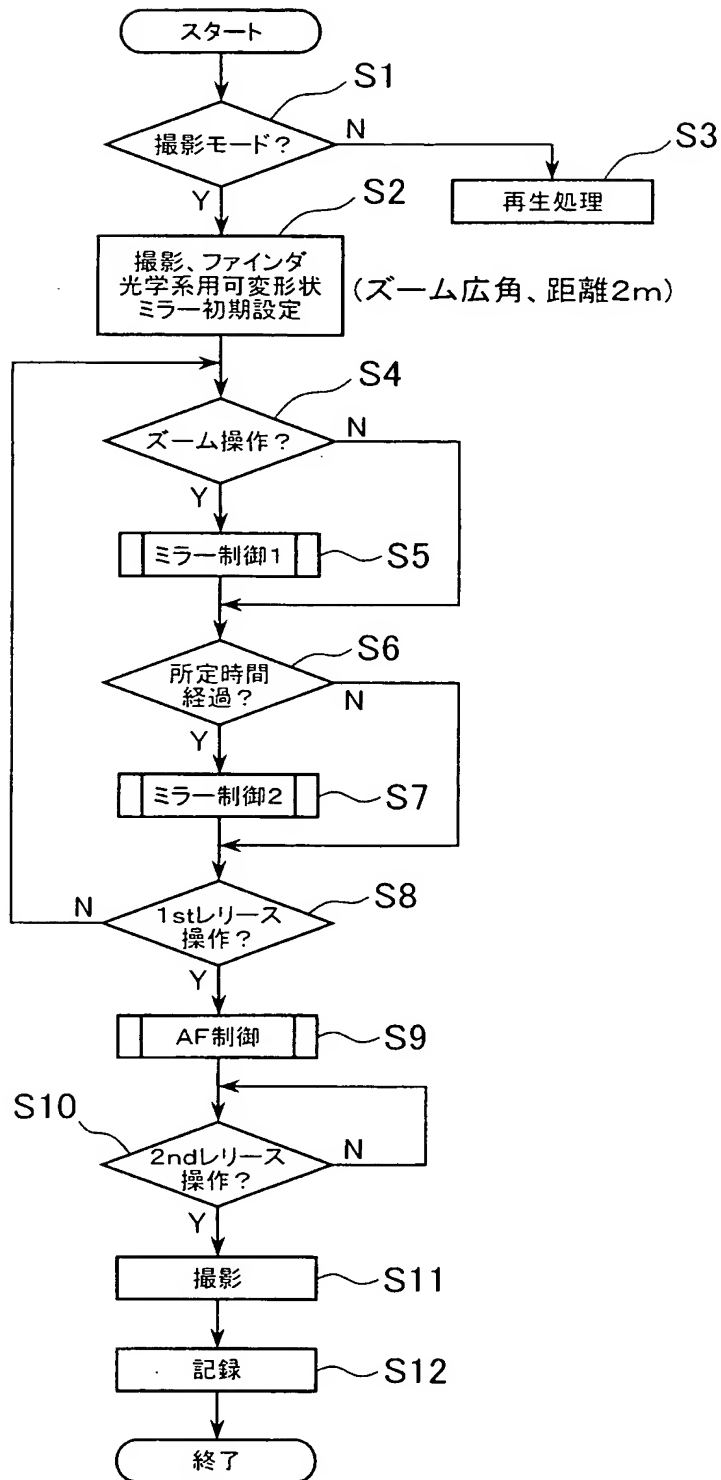 スタート
S1
撮影モード?
N
S3
再生処理
Y
S2
撮影、ファインダ
光学系用可変形状
ミラー初期設定
(ズーム広角、距離2m)
S4
ズーム操作?
N
Y
ミラー制御1
S5
S6
所定時間
経過?
N
Y
ミラー制御2
S7
S8
N
1stレリース
操作?
Y
AF制御
S9
S10
2ndレリース
操作?
N
Y
撮影
S11
記録
S12
終了